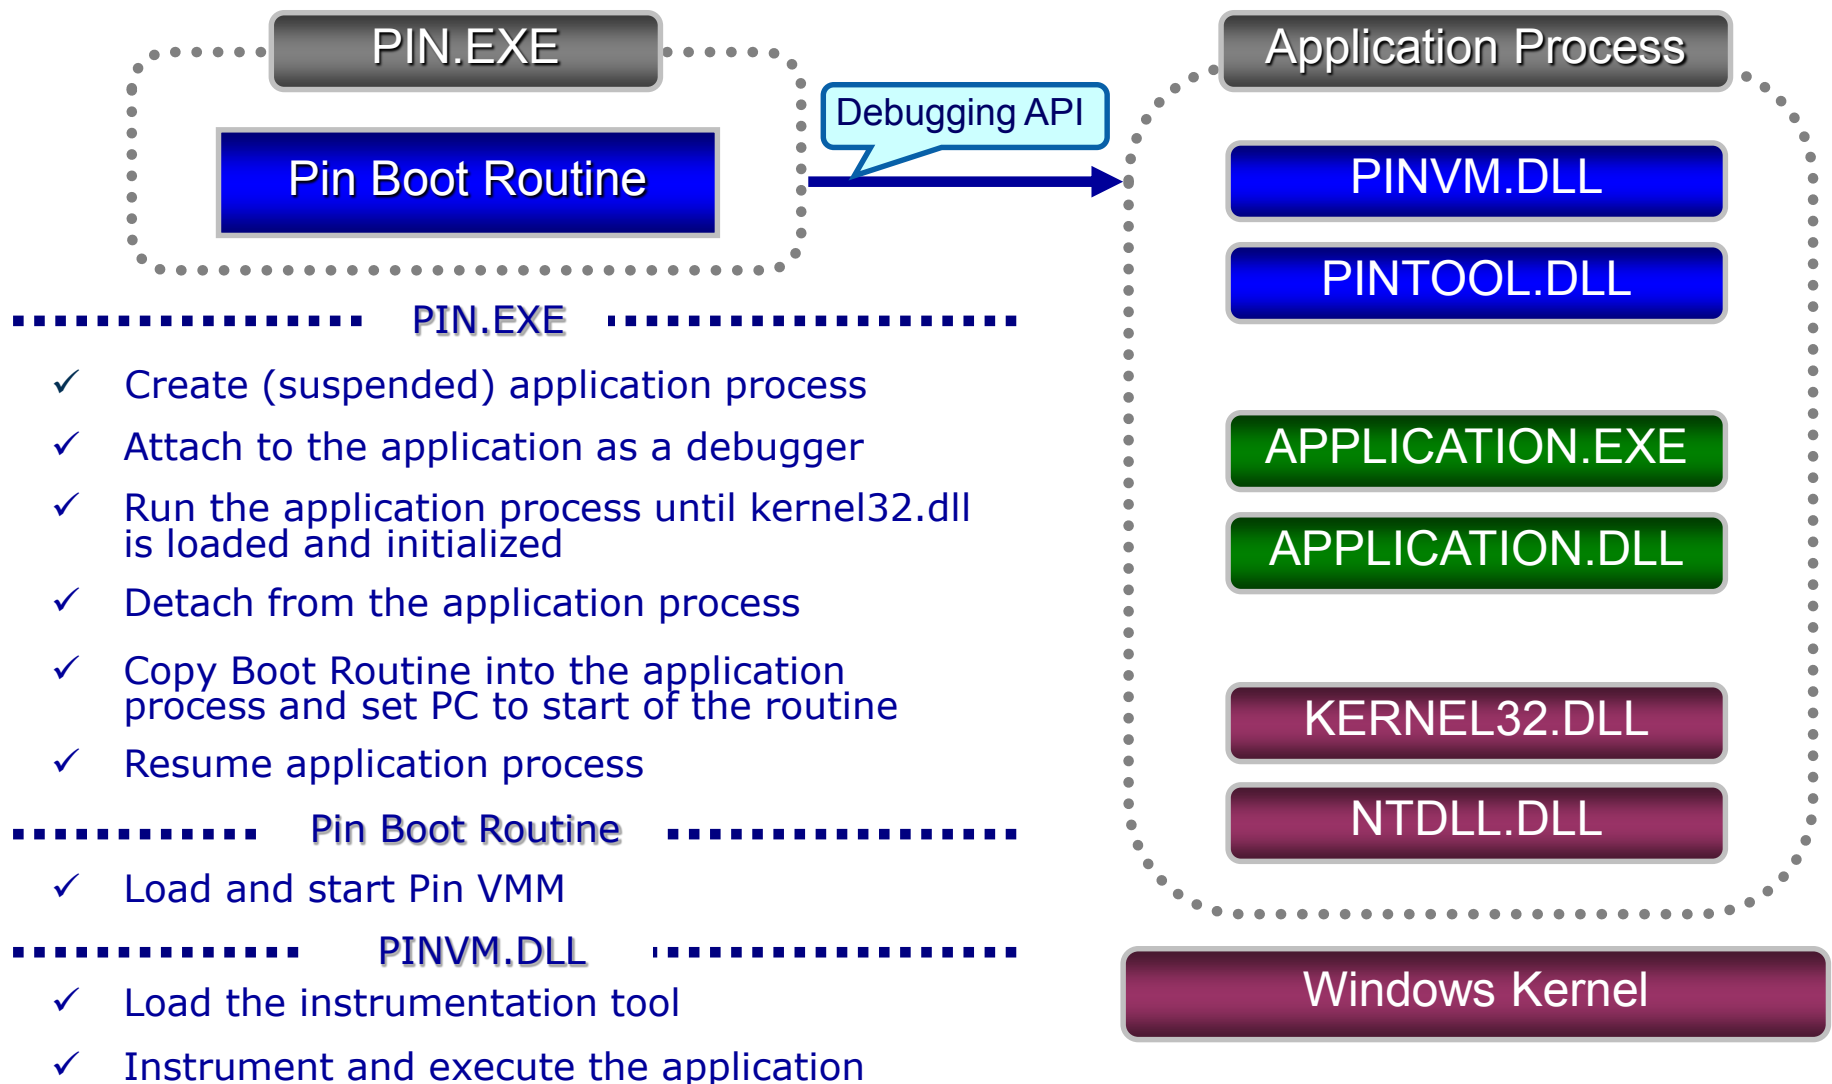 PIN.EXE
Pin Boot Routine
Debugging API
Application Process
PINVM.DLL
PINTOOL.DLL
APPLICATION.EXE
APPLICATION.DLL
KERNEL32.DLL
NTDLL.DLL
Windows Kernel
PIN.EXE
✓ Create (suspended) application process
✓ Attach to the application as a debugger
✓ Run the application process until kernel32.dll
is loaded and initialized
✓ Detach from the application process
✓ Copy Boot Routine into the application
process and set PC to start of the routine
✓ Resume application process
Pin Boot Routine
✓ Load and start Pin VMM
PINVM.DLL
✓ Load the instrumentation tool
✓ Instrument and execute the application